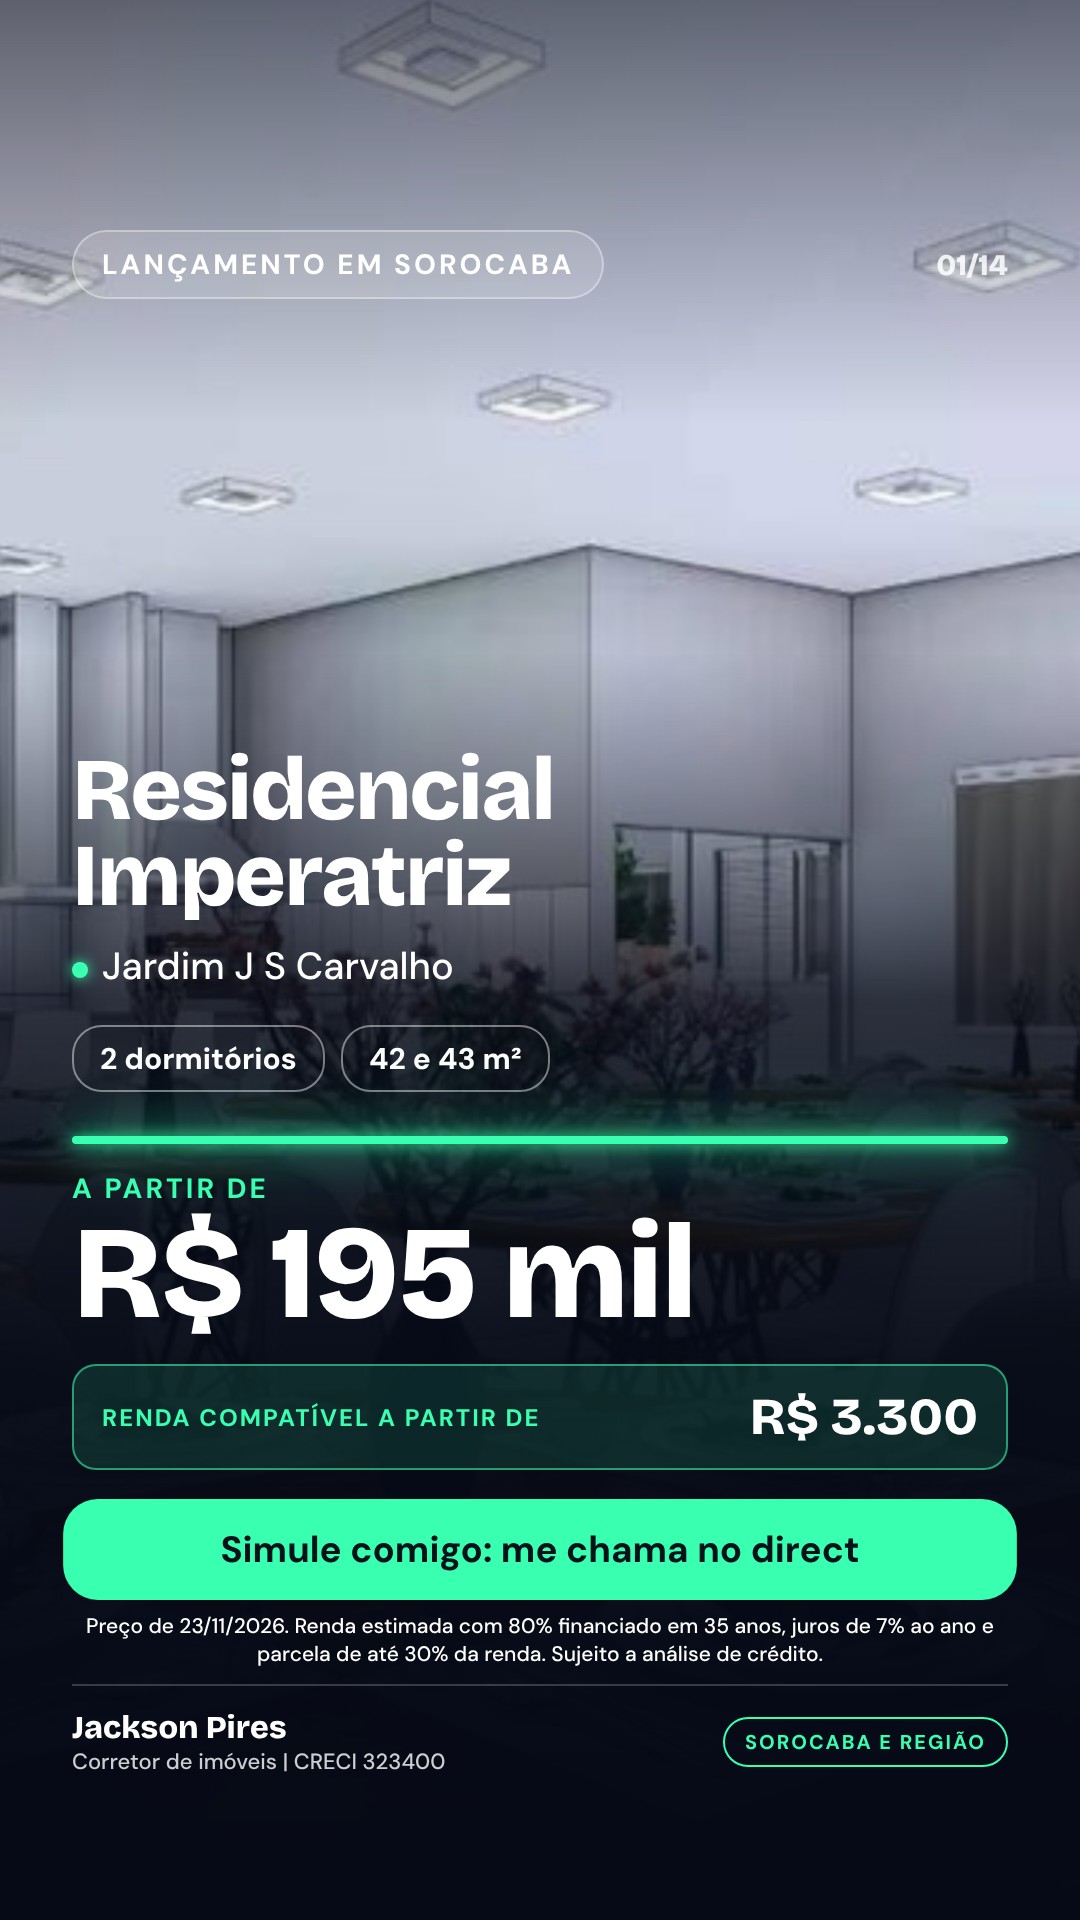 LANÇAMENTO EM SOROCABA
01/14
Residencial
Imperatriz
Jardim J S Carvalho
2 dormitórios
42 e 43 m²
A PARTIR DE
R$ 195 mil
RENDA COMPATÍVEL A PARTIR DE
R$ 3.300
Simule comigo: me chama no direct
Preço de 23/11/2026. Renda estimada com 80% financiado em 35 anos, juros de 7% ao ano e
parcela de até 30% da renda. Sujeito a análise de crédito.
Jackson Pires
Corretor de imóveis | CRECI 323400
SOROCABA E REGIÃO